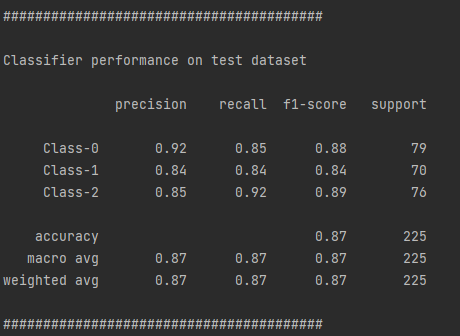 ########################################
Classifier performance on test dataset
precision recall f1-score support
Class-0 0.92 0.85 0.88 79
Class-1 0.84 0.84 0.84 70
Class-2 0.85 0.92 0.89 76
accuracy 0.87 225
macro avg 0.87 0.87 0.87 225
weighted avg 0.87 0.87 0.87 225
########################################